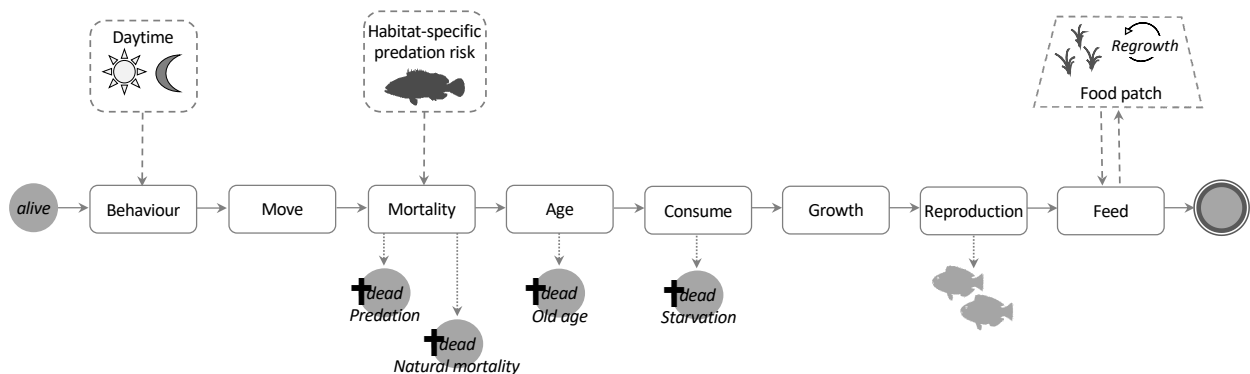 Daytime
Habitat-specific
predation risk
Regrowth
Food patch
alive
Behaviour
Move
Mortality
Age
Consume
Growth
Reproduction
Feed
dead
Predation
dead
Natural mortality
dead
Old age
dead
Starvation